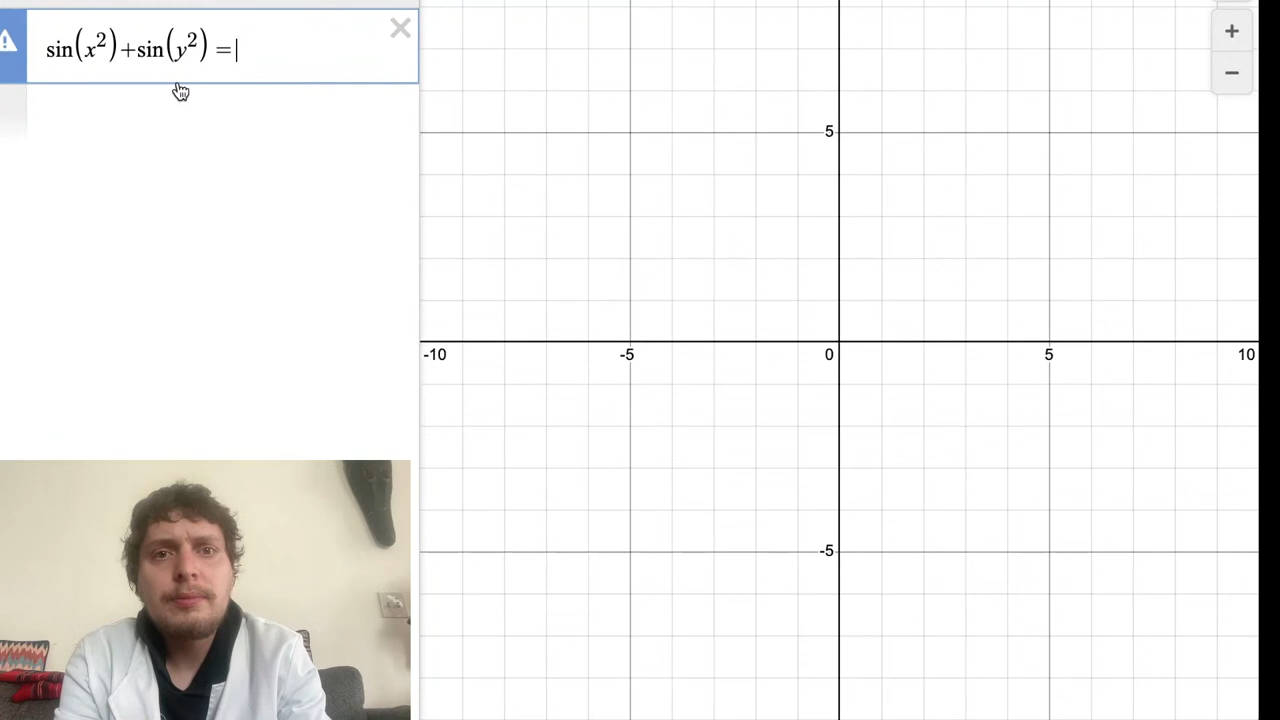 sin(x²)+sin(y²) =
+
−
5
-10 -5 0 5 10
-5